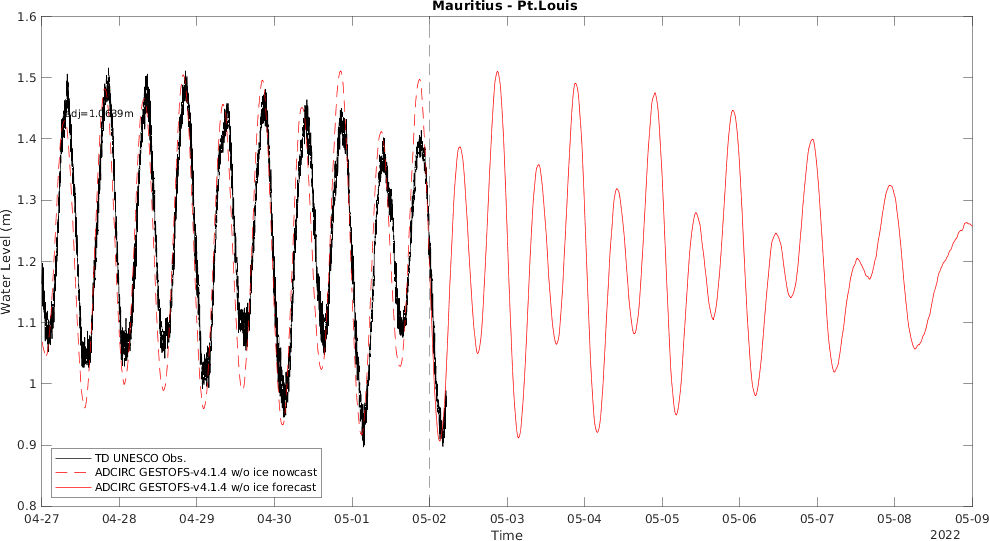 Mauritius - Pt.Louis
1.6
1.5
1.4
1.3
1.2
1.1
1
0.9
0.8
Water Level (m)
adj=1.0639m
TD UNESCO Obs.
ADCIRC GESTOFS-v4.1.4 w/o ice nowcast
ADCIRC GESTOFS-v4.1.4 w/o ice forecast
04-27 04-28 04-29 04-30 05-01 05-02 05-03 05-04 05-05 05-06 05-07 05-08 05-09
Time
2022